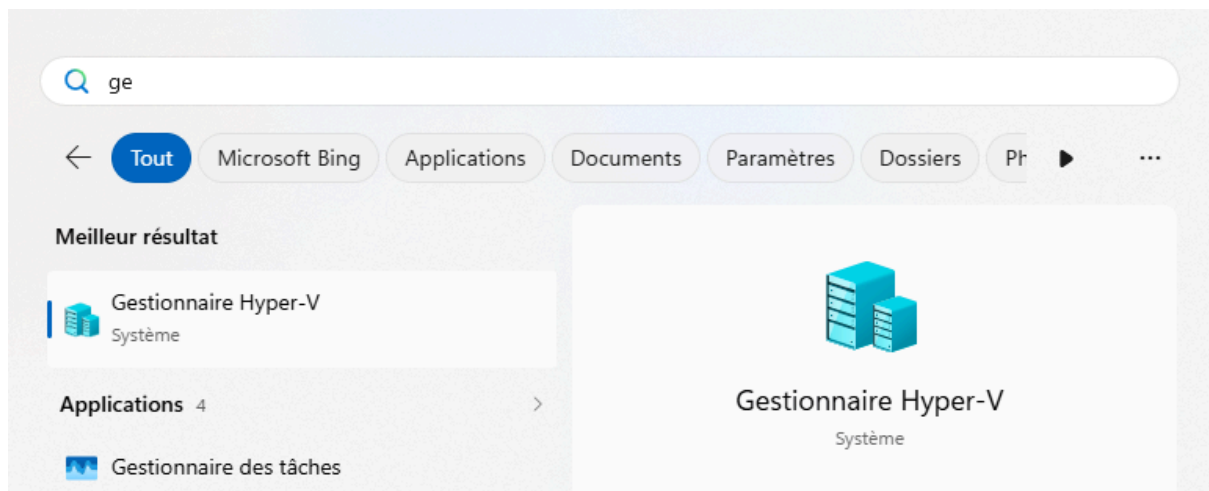 ge
Tout Microsoft Bing Applications Documents Paramètres Dossiers Ph ...
Meilleur résultat
Gestionnaire Hyper-V
Système
Applications 4
Gestionnaire des tâches
Gestionnaire Hyper-V
Système